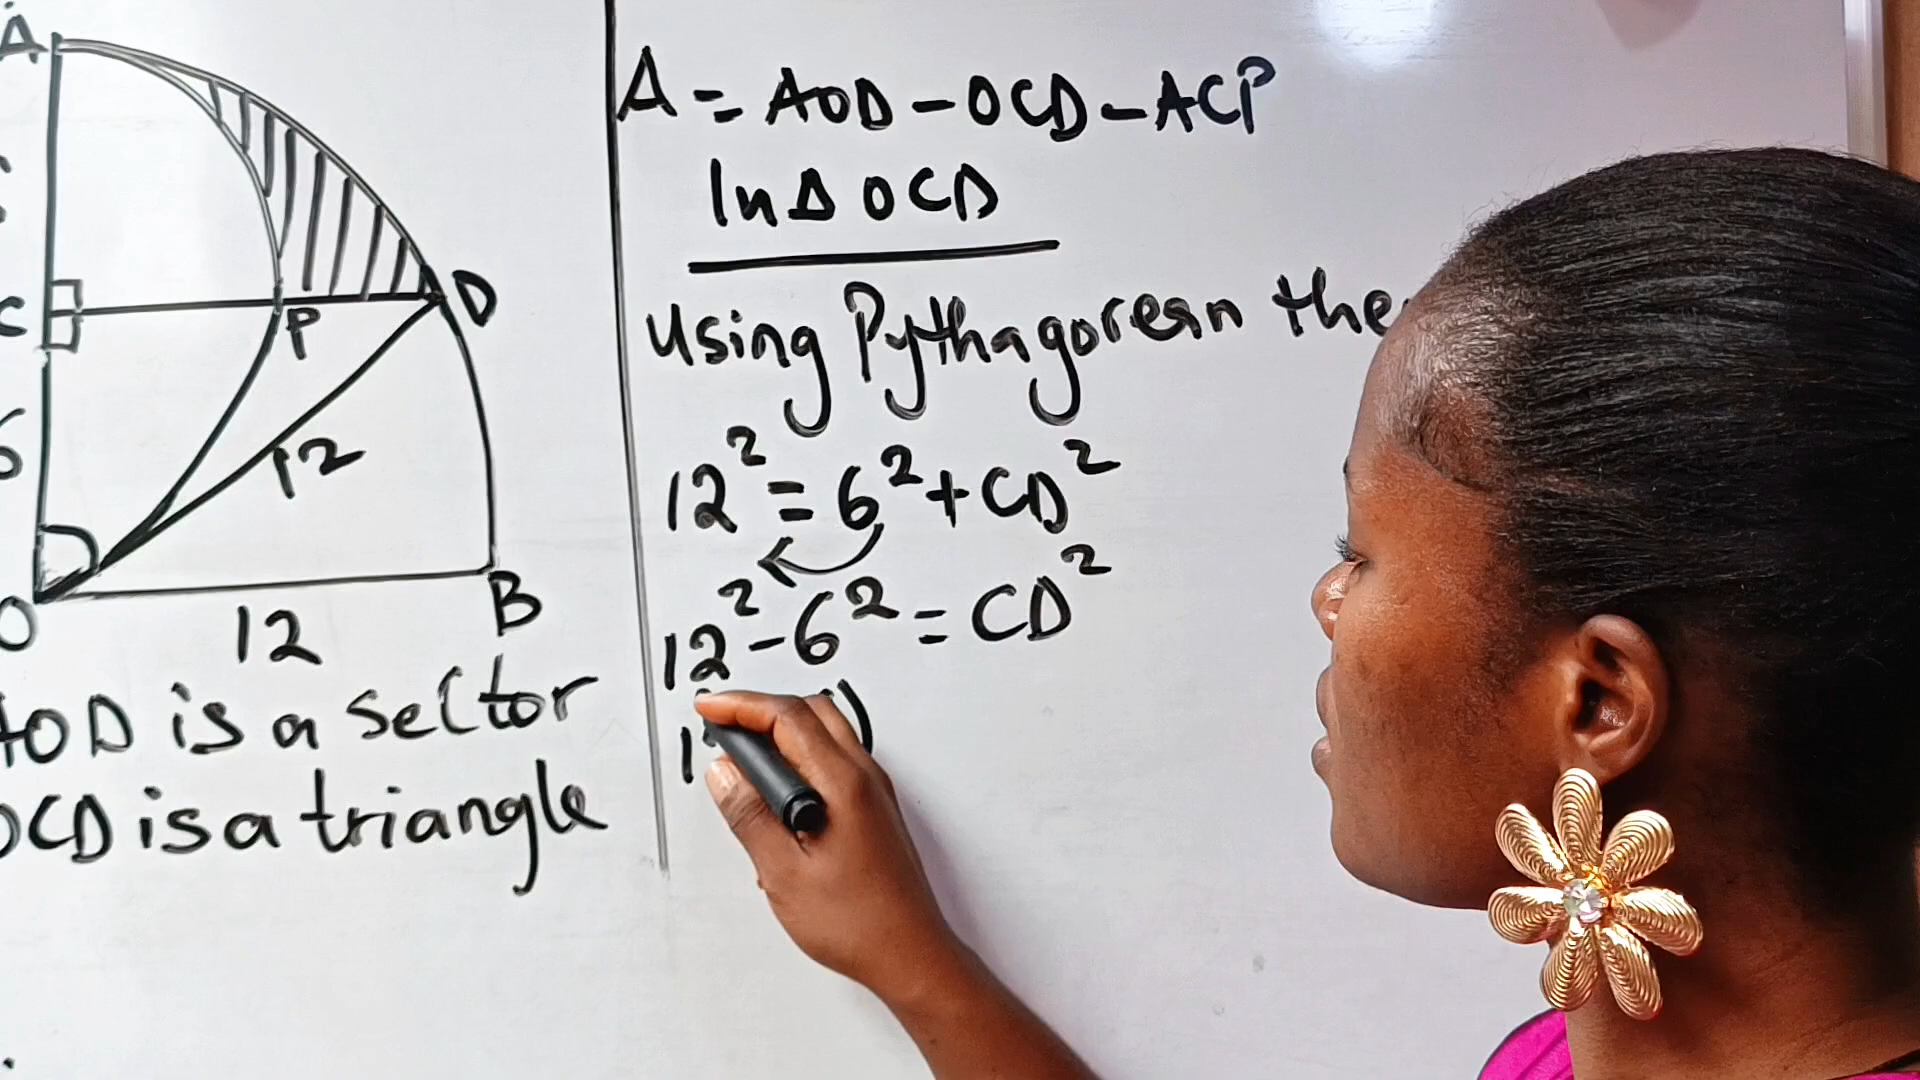 A
C
P
D
6
12
O
12
B
AOD is a sector
OCD is a triangle
A = AOD - OCD - ACP
In Δ OCD
Using Pythagorean the
12² = 6² + CD²
12² - 6² = CD²